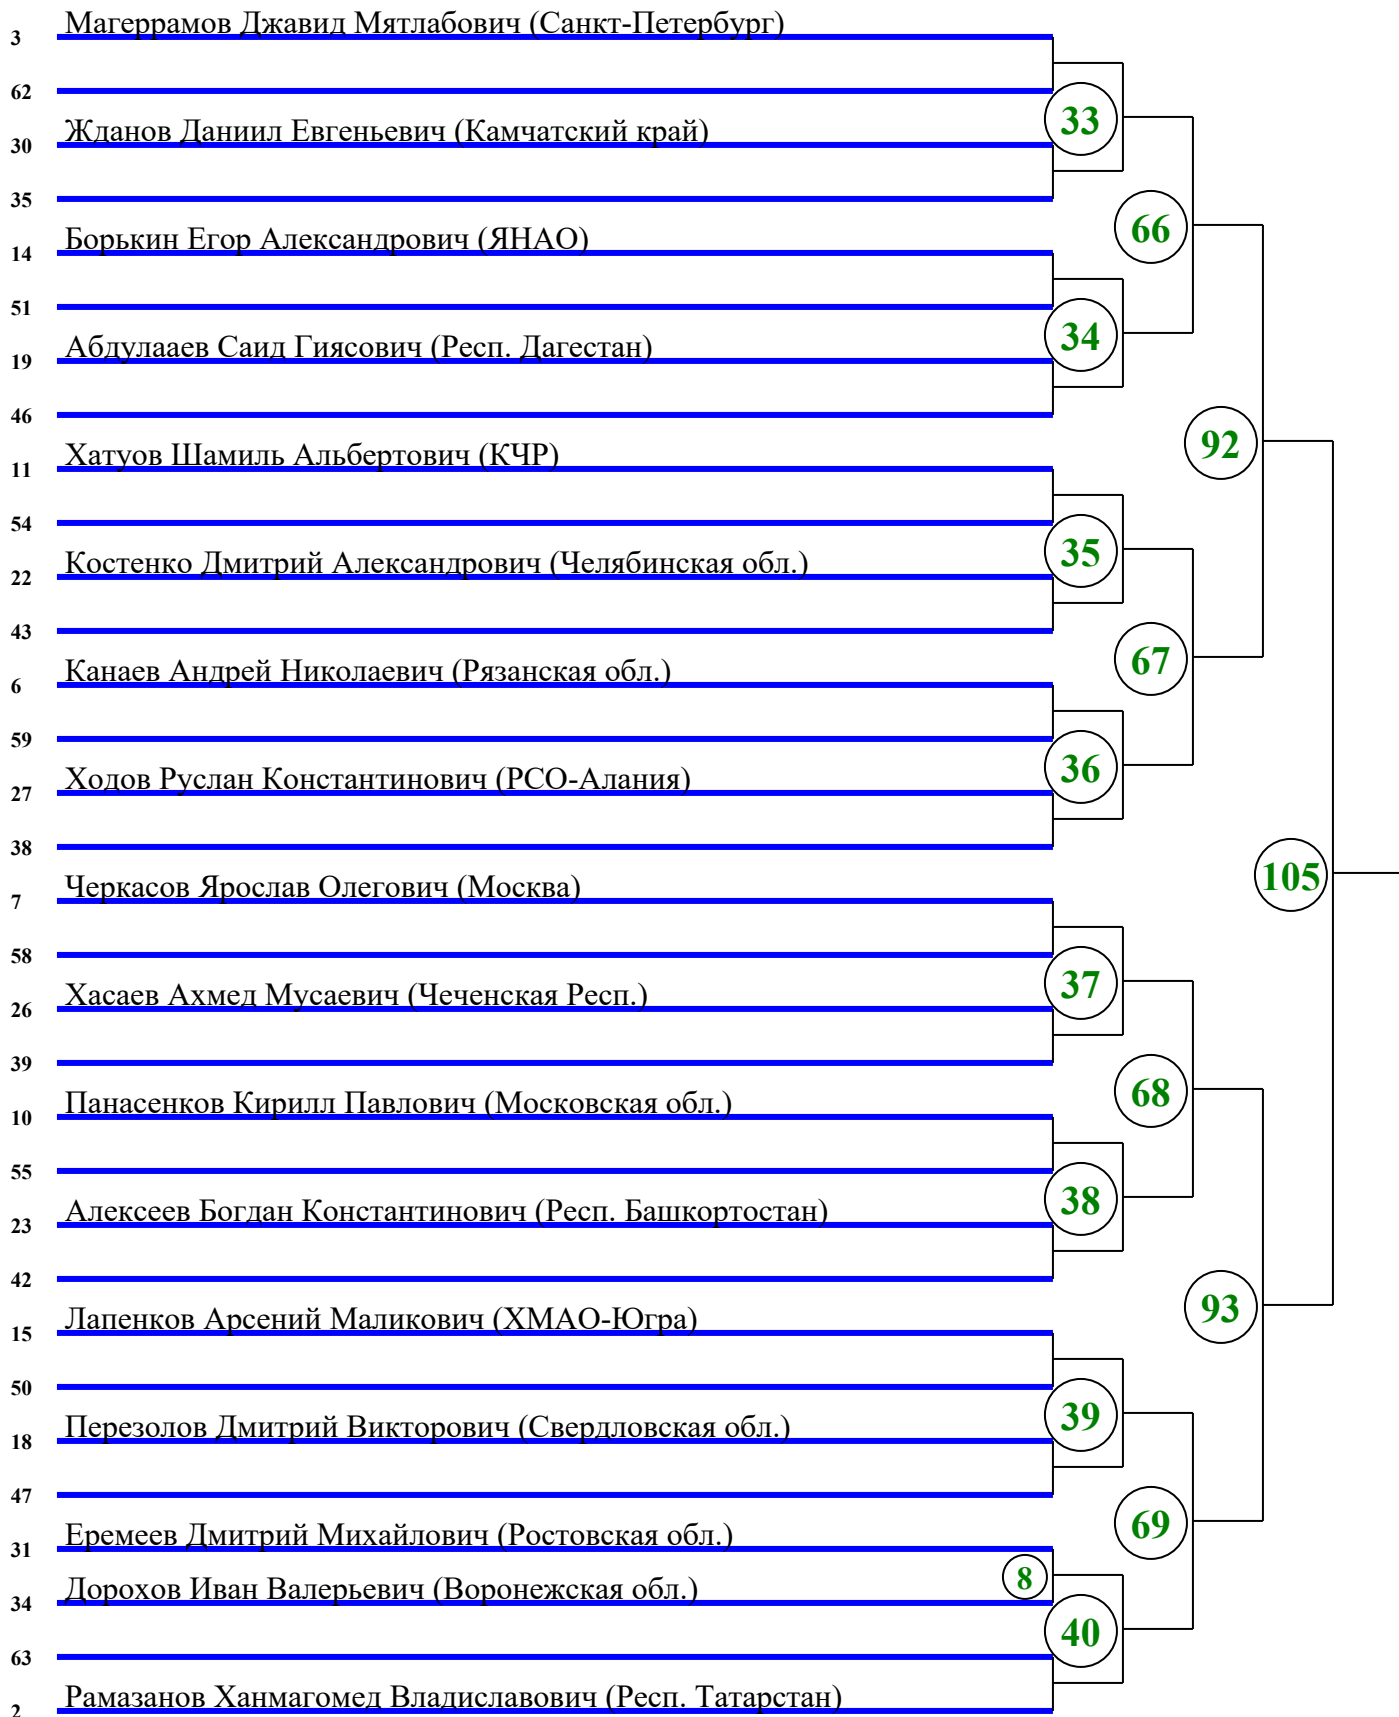 3 Магеррамов Джавид Мятлабович (Санкт-Петербург)
62
33
30 Жданов Даниил Евгеньевич (Камчатский край)
35
66
14 Борькин Егор Александрович (ЯНАО)
51
34
19 Абдулааев Саид Гиясович (Респ. Дагестан)
46
92
11 Хатуов Шамиль Альбертович (КЧР)
54
35
22 Костенко Дмитрий Александрович (Челябинская обл.)
43
67
6 Канаев Андрей Николаевич (Рязанская обл.)
59
36
27 Ходов Руслан Константинович (РСО-Алания)
38
105
7 Черкасов Ярослав Олегович (Москва)
58
37
26 Хасаев Ахмед Мусаевич (Чеченская Респ.)
39
68
10 Панасенков Кирилл Павлович (Московская обл.)
55
38
23 Алексеев Богдан Константинович (Респ. Башкортостан)
42
93
15 Лапенков Арсений Маликович (ХМАО-Югра)
50
39
18 Перезолов Дмитрий Викторович (Свердловская обл.)
47
69
31 Еремеев Дмитрий Михайлович (Ростовская обл.)
8
34 Дорохов Иван Валерьевич (Воронежская обл.)
40
63
2 Рамазанов Ханмагомед Владиславович (Респ. Татарстан)